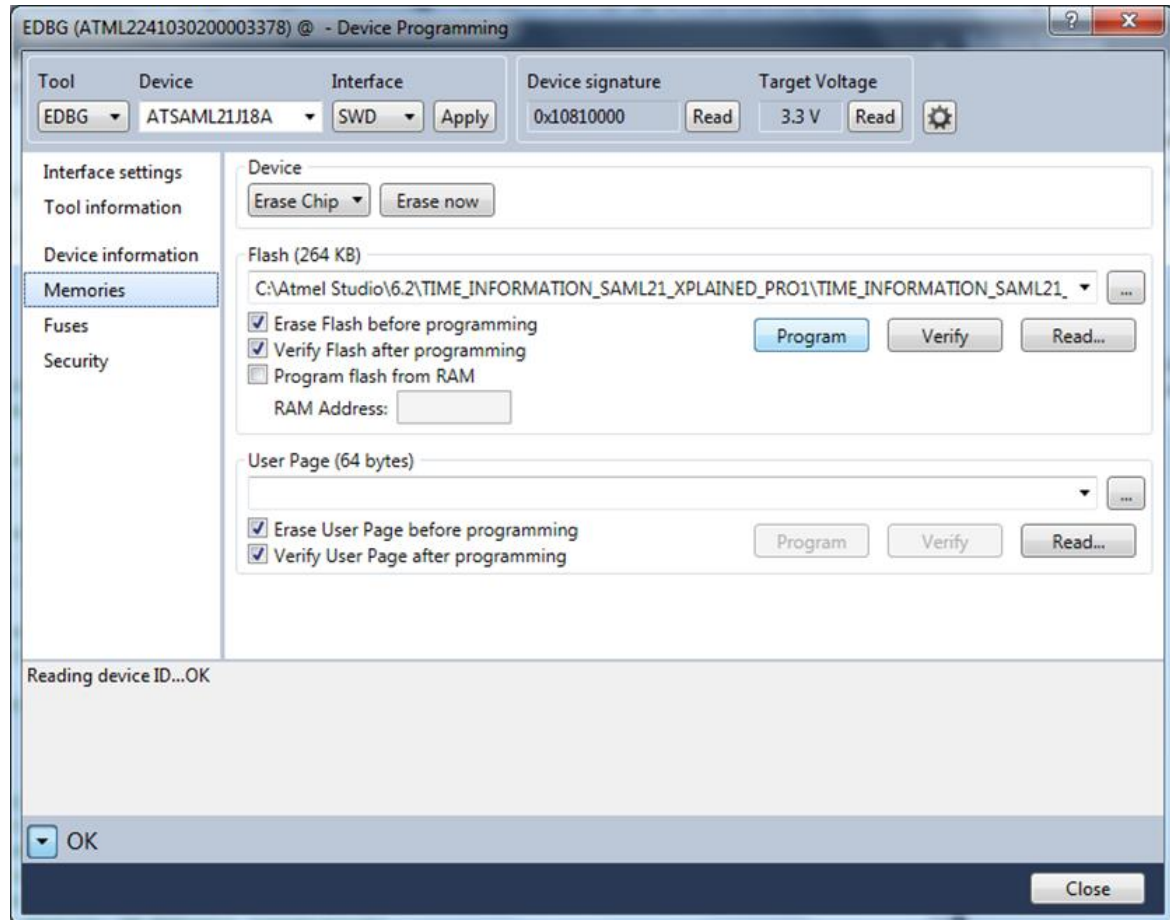 EDBG (ATML2241030200003378) @ - Device Programming
Tool Device Interface Device signature Target Voltage
EDBG ATSAML21J18A SWD Apply 0x10810000 Read 3.3 V Read
Interface settings
Tool information
Device information
Memories
Fuses
Security
Device
Erase Chip Erase now
Flash (264 KB)
C:\Atmel Studio\6.2\TIME_INFORMATION_SAML21_XPLAINED_PRO1\TIME_INFORMATION_SAML21_ ...
Erase Flash before programming
Verify Flash after programming
Program flash from RAM
RAM Address:
Program Verify Read...
User Page (64 bytes)
...
Erase User Page before programming
Verify User Page after programming
Program Verify Read...
Reading device ID...OK
OK
Close